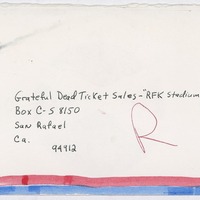 Grateful Dead Ticket Sales-"RFK Stadium
Box C-S 8150
San Rafael
Ca.
94912
R